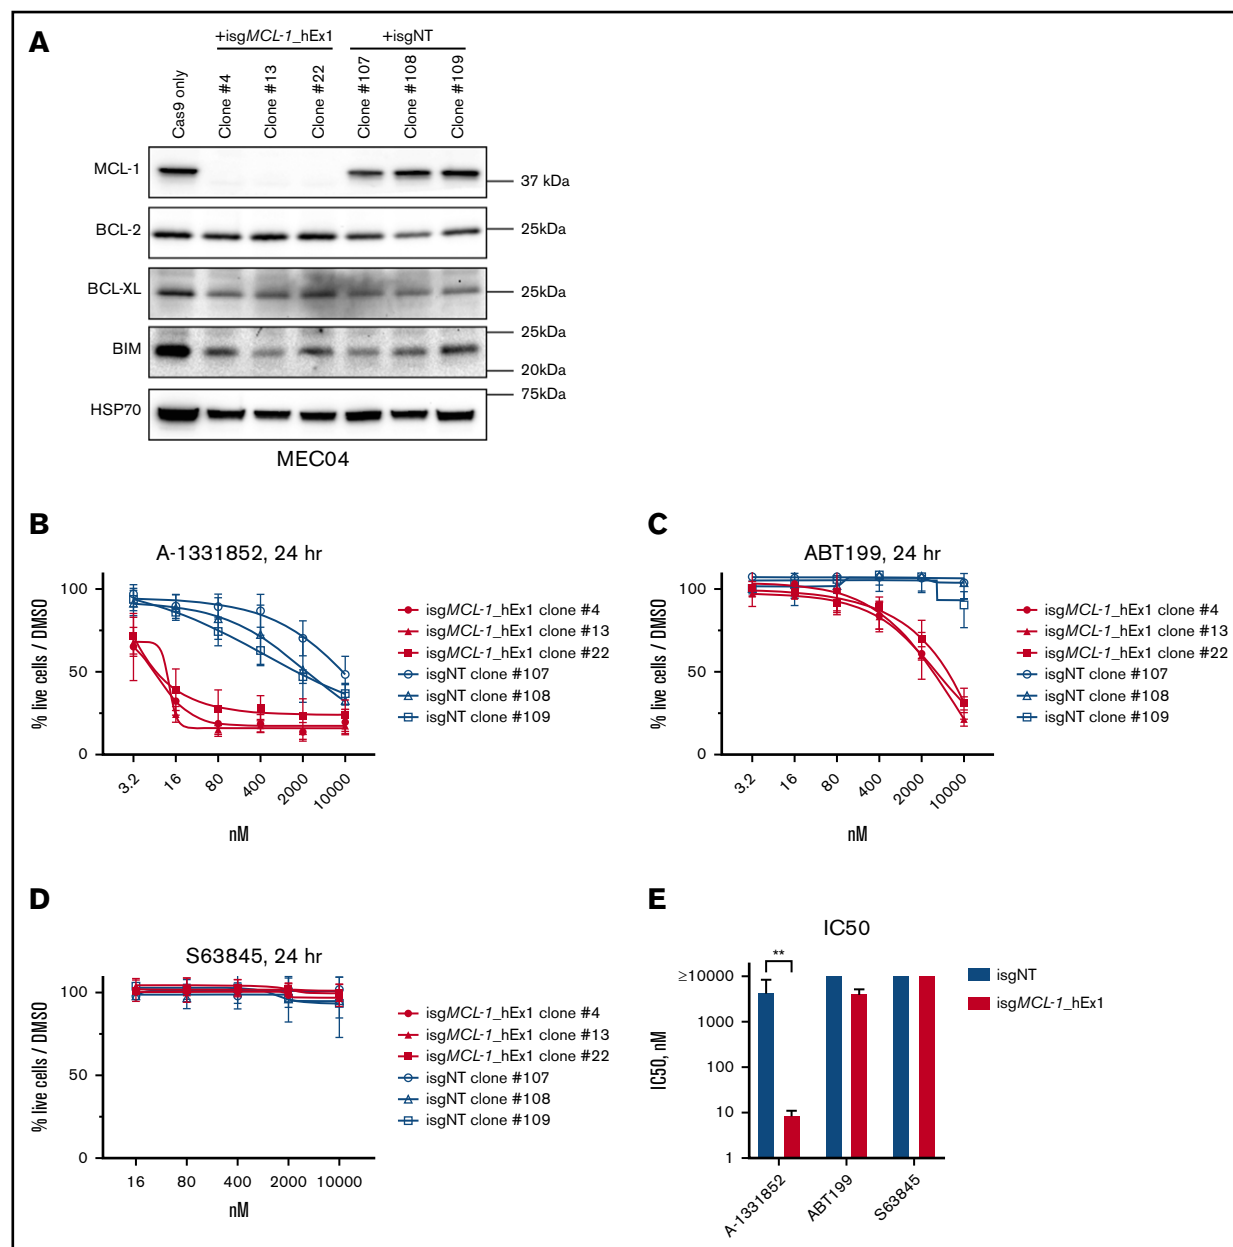 A
+isgMCL-1_hEx1
+isgNT
Cas9 only
Clone #4
Clone #13
Clone #22
Clone #107
Clone #108
Clone #109
MCL-1
37 kDa
BCL-2
25kDa
BCL-XL
25kDa
BIM
25kDa
20kDa
HSP70
75kDa
MEC04
B
A-1331852, 24 hr
% live cells / DMSO
100
50
0
3.2
16
80
400
2000
10000
nM
isgMCL-1_hEx1 clone #4
isgMCL-1_hEx1 clone #13
isgMCL-1_hEx1 clone #22
isgNT clone #107
isgNT clone #108
isgNT clone #109
C
ABT199, 24 hr
% live cells / DMSO
100
50
0
3.2
16
80
400
2000
10000
nM
isgMCL-1_hEx1 clone #4
isgMCL-1_hEx1 clone #13
isgMCL-1_hEx1 clone #22
isgNT clone #107
isgNT clone #108
isgNT clone #109
D
S63845, 24 hr
% live cells / DMSO
100
50
0
16
80
400
2000
10000
nM
isgMCL-1_hEx1 clone #4
isgMCL-1_hEx1 clone #13
isgMCL-1_hEx1 clone #22
isgNT clone #107
isgNT clone #108
isgNT clone #109
E
IC50
IC50, nM
≥10000
1000
100
10
1
**
A-1331852
ABT199
S63845
isgNT
isgMCL-1_hEx1